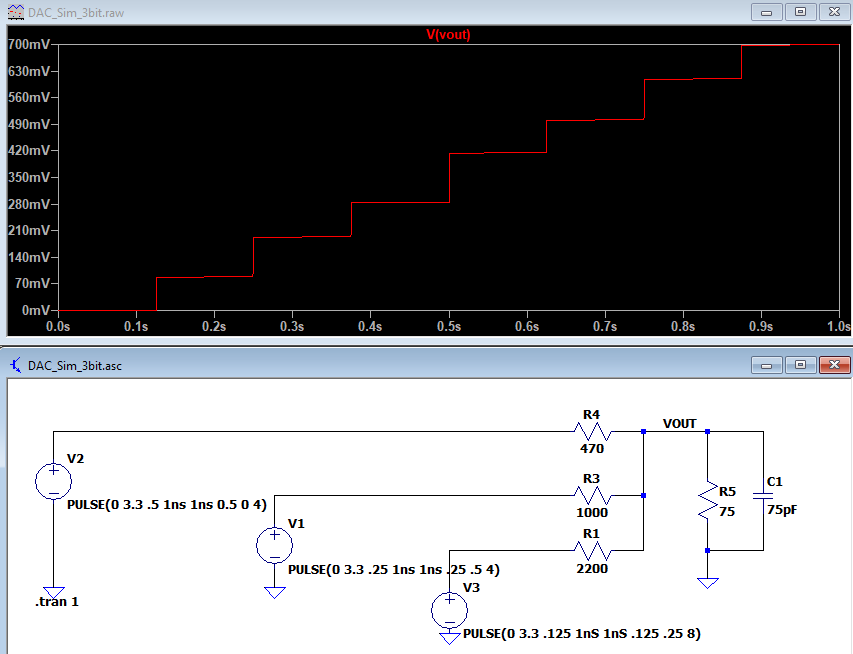 DAC_Sim_3bit.raw
V(vout)
700mV
630mV
560mV
490mV
420mV
350mV
280mV
210mV
140mV
70mV
0mV
0.0s 0.1s 0.2s 0.3s 0.4s 0.5s 0.6s 0.7s 0.8s 0.9s 1.0s
DAC_Sim_3bit.asc
R4
470
VOUT
V2
PULSE(0 3.3 .5 1ns 1ns 0.5 0 4)
R3
1000
R5
75
C1
75pF
V1
PULSE(0 3.3 .25 1ns 1ns .25 .5 4)
R1
2200
V3
PULSE(0 3.3 .125 1nS 1nS .125 .25 8)
.tran 1